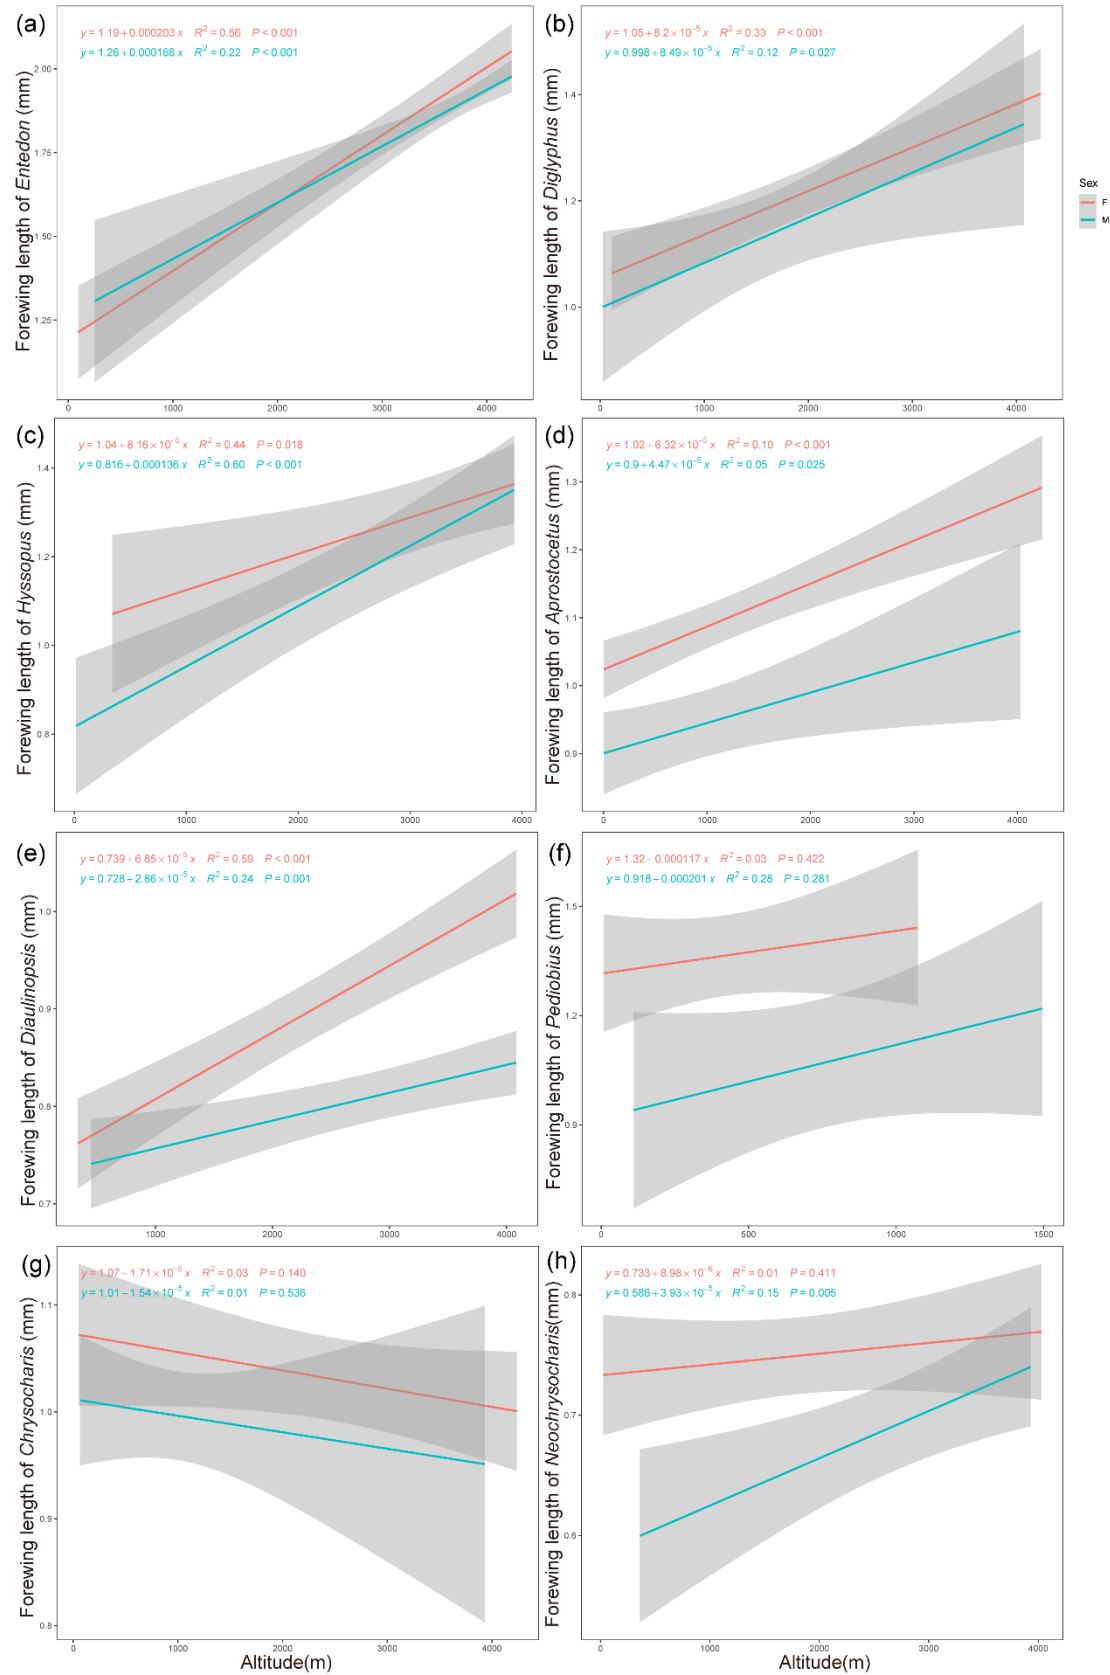 (a)
y = 1.19 + 0.000203 x R² = 0.56 P < 0.001
y = 1.26 + 0.000168 x R² = 0.22 P < 0.001
Forewing length of Entedon (mm)
2.00
1.75
1.50
1.25
0 1000 2000 3000 4000
(b)
y = 1.05 + 8.2 × 10⁻⁵ x R² = 0.33 P < 0.001
y = 0.998 + 8.49 × 10⁻⁵ x R² = 0.12 P = 0.027
Forewing length of Diglyphus (mm)
1.4
1.2
1.0
0 1000 2000 3000 4000
Sex
F
M
(c)
y = 1.04 + 8.16 × 10⁻⁵ x R² = 0.44 P = 0.018
y = 0.816 + 0.000136 x R² = 0.60 P < 0.001
Forewing length of Hyssopus (mm)
1.4
1.2
1.0
0.8
0 1000 2000 3000 4000
(d)
y = 1.02 + 6.32 × 10⁻⁵ x R² = 0.10 P < 0.001
y = 0.9 + 4.47 × 10⁻⁵ x R² = 0.05 P = 0.025
Forewing length of Aprostocetus (mm)
1.3
1.2
1.1
1.0
0.9
0 1000 2000 3000 4000
(e)
y = 0.739 + 6.85 × 10⁻⁵ x R² = 0.59 P < 0.001
y = 0.728 + 2.86 × 10⁻⁵ x R² = 0.24 P = 0.001
Forewing length of Diaulinopsis (mm)
1.0
0.9
0.8
0.7
1000 2000 3000 4000
(f)
y = 1.32 + 0.000117 x R² = 0.03 P = 0.422
y = 0.918 + 0.000201 x R² = 0.28 P = 0.281
Forewing length of Pediobius (mm)
1.5
1.2
0.9
0 500 1000 1500
(g)
y = 1.07 − 1.71 × 10⁻⁵ x R² = 0.03 P = 0.140
y = 1.01 − 1.54 × 10⁻⁵ x R² = 0.01 P = 0.536
Forewing length of Chrysocharis (mm)
1.1
1.0
0.9
0.8
0 1000 2000 3000 4000
Altitude(m)
(h)
y = 0.733 + 8.98 × 10⁻⁶ x R² = 0.01 P = 0.411
y = 0.586 + 3.93 × 10⁻⁵ x R² = 0.15 P = 0.005
Forewing length of Neochrysocharis(mm)
0.8
0.7
0.6
0 1000 2000 3000 4000
Altitude(m)